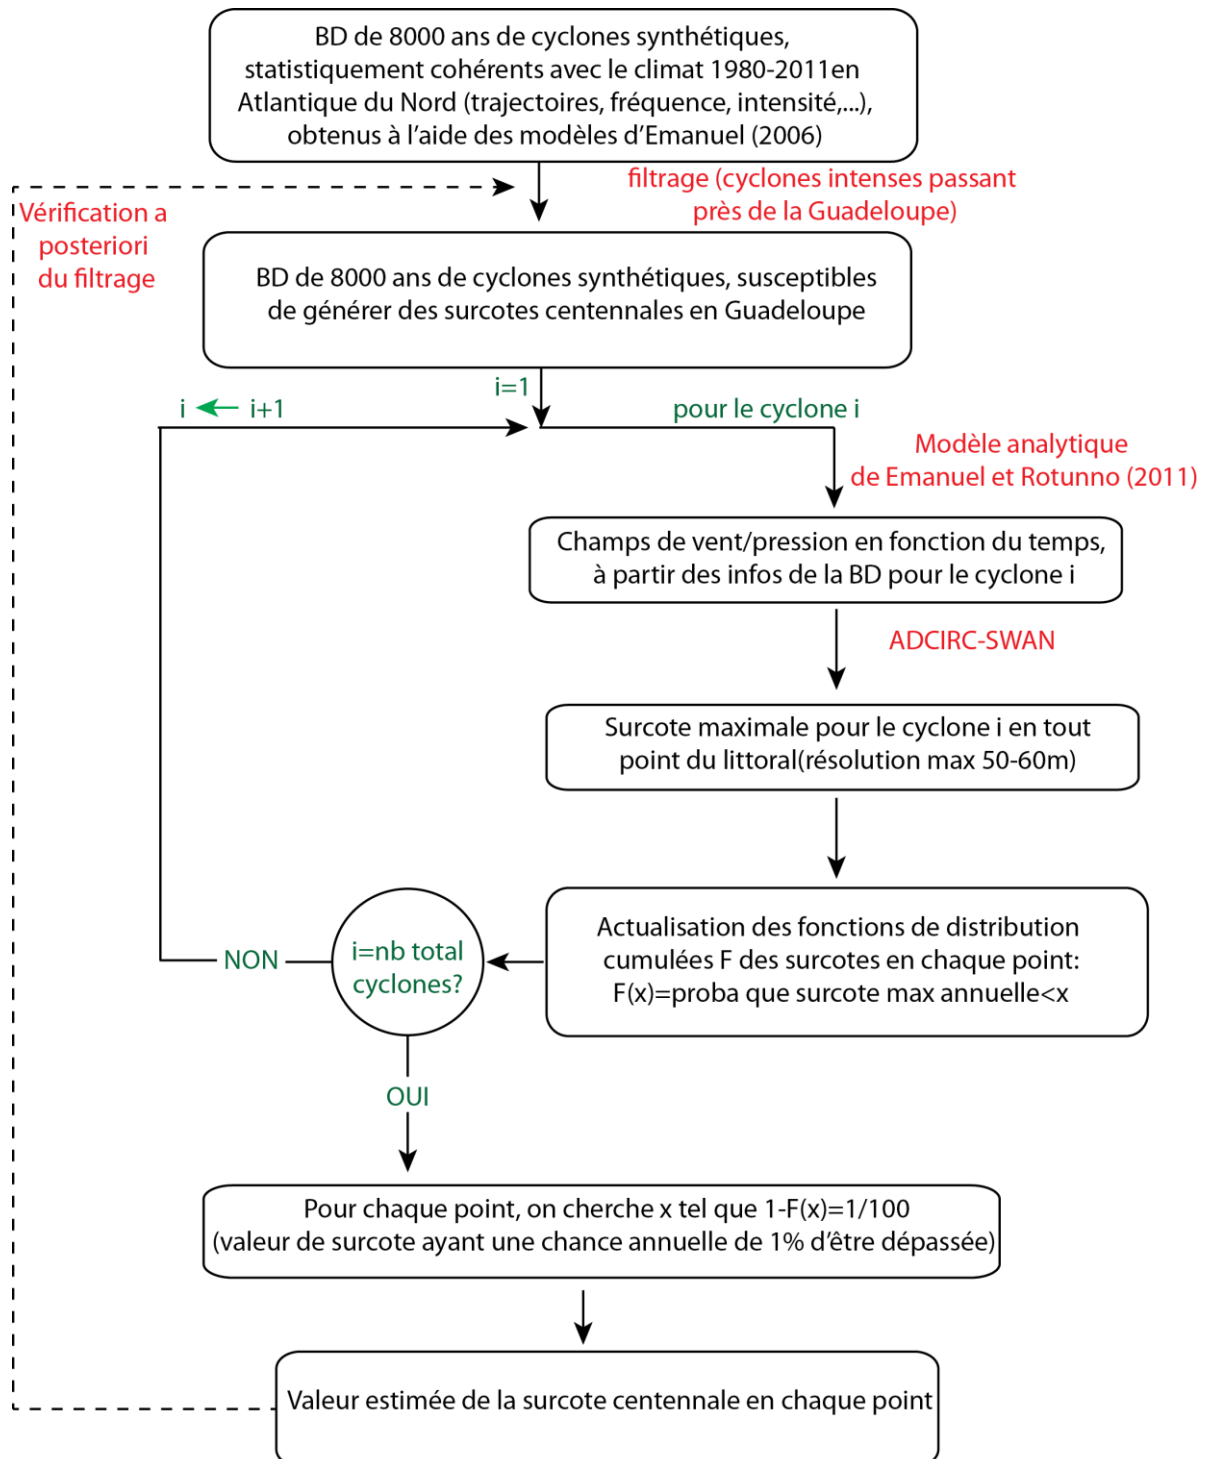 BD de 8000 ans de cyclones synthétiques,
statistiquement cohérents avec le climat 1980-2011en
Atlantique du Nord (trajectoires, fréquence, intensité,...),
obtenus à l'aide des modèles d'Emanuel (2006)
filtrage (cyclones intenses passant
près de la Guadeloupe)
Vérification a
posteriori
du filtrage
BD de 8000 ans de cyclones synthétiques, susceptibles
de générer des surcotes centennales en Guadeloupe
i=1
i ← i+1
pour le cyclone i
Modèle analytique
de Emanuel et Rotunno (2011)
Champs de vent/pression en fonction du temps,
à partir des infos de la BD pour le cyclone i
ADCIRC-SWAN
Surcote maximale pour le cyclone i en tout
point du littoral(résolution max 50-60m)
Actualisation des fonctions de distribution
cumulées F des surcotes en chaque point:
F(x)=proba que surcote max annuelle<x
i=nb total
cyclones?
NON
OUI
Pour chaque point, on cherche x tel que 1-F(x)=1/100
(valeur de surcote ayant une chance annuelle de 1% d'être dépassée)
Valeur estimée de la surcote centennale en chaque point